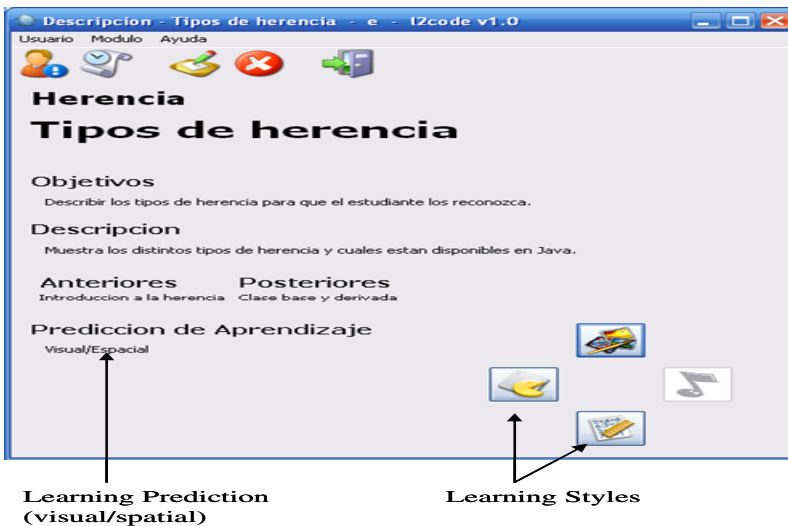 Descripcion - Tipos de herencia - e - I2code v1.0
Usuario Modulo Ayuda
Herencia
Tipos de herencia
Objetivos
Describir los tipos de herencia para que el estudiante los reconozca.
Descripcion
Muestra los distintos tipos de herencia y cuales estan disponibles en Java.
Anteriores Posteriores
Introduccion a la herencia Clase base y derivada
Prediccion de Aprendizaje
Visual/Espacial
Learning Prediction
(visual/spatial)
Learning Styles